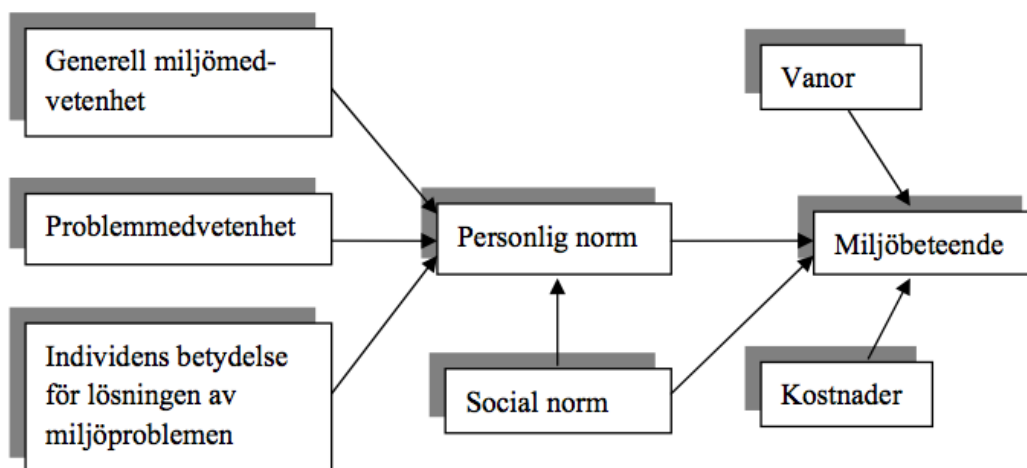 Generell miljömed-
vetenhet
Problemmedvetenhet
Individens betydelse
för lösningen av
miljöproblemen
Personlig norm
Social norm
Vanor
Miljöbeteende
Kostnader